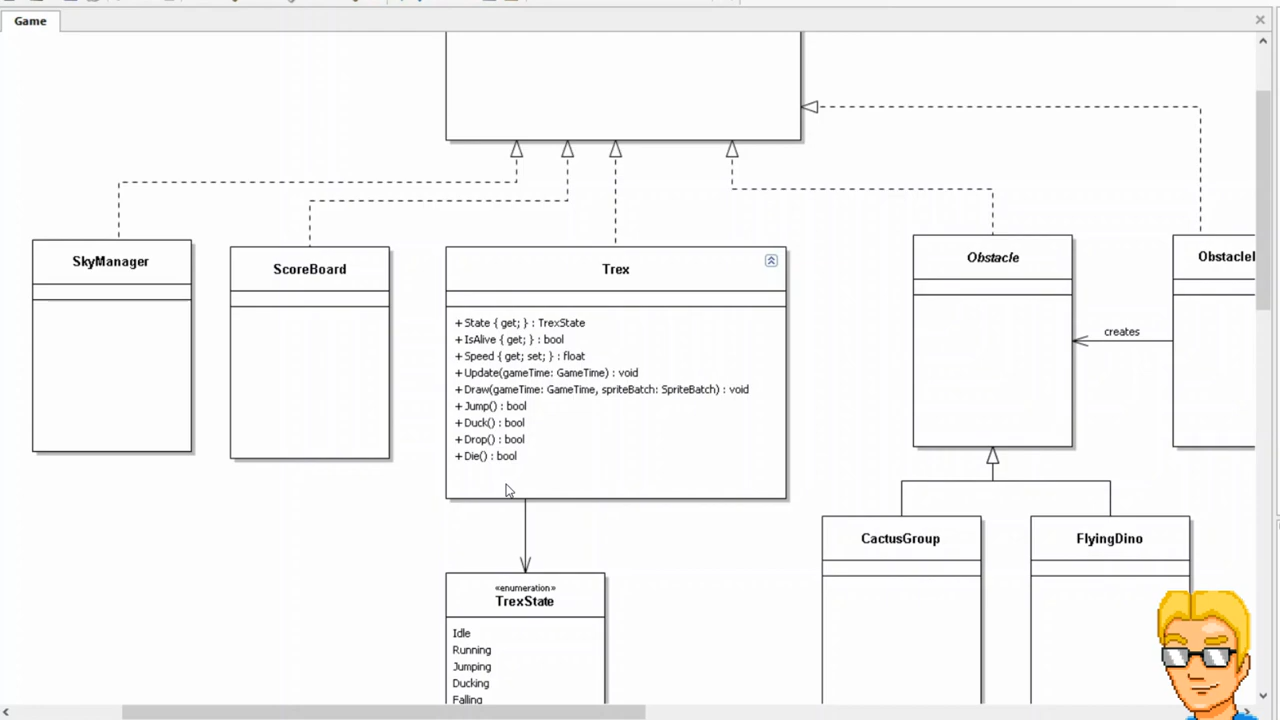 Game
SkyManager
ScoreBoard
Trex
+ State { get; } : TrexState
+ IsAlive { get; } : bool
+ Speed { get; set; } : float
+ Update(gameTime: GameTime) : void
+ Draw(gameTime: GameTime, spriteBatch: SpriteBatch) : void
+ Jump() : bool
+ Duck() : bool
+ Drop() : bool
+ Die() : bool
Obstacle
creates
CactusGroup
FlyingDino
«enumeration»
TrexState
Idle
Running
Jumping
Ducking
Falling